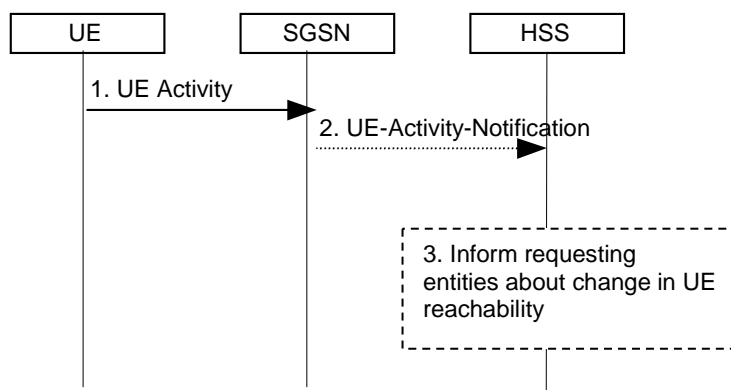 UE
SGSN
HSS
1. UE Activity
2. UE-Activity-Notification
3. Inform requesting
entities about change in UE
reachability